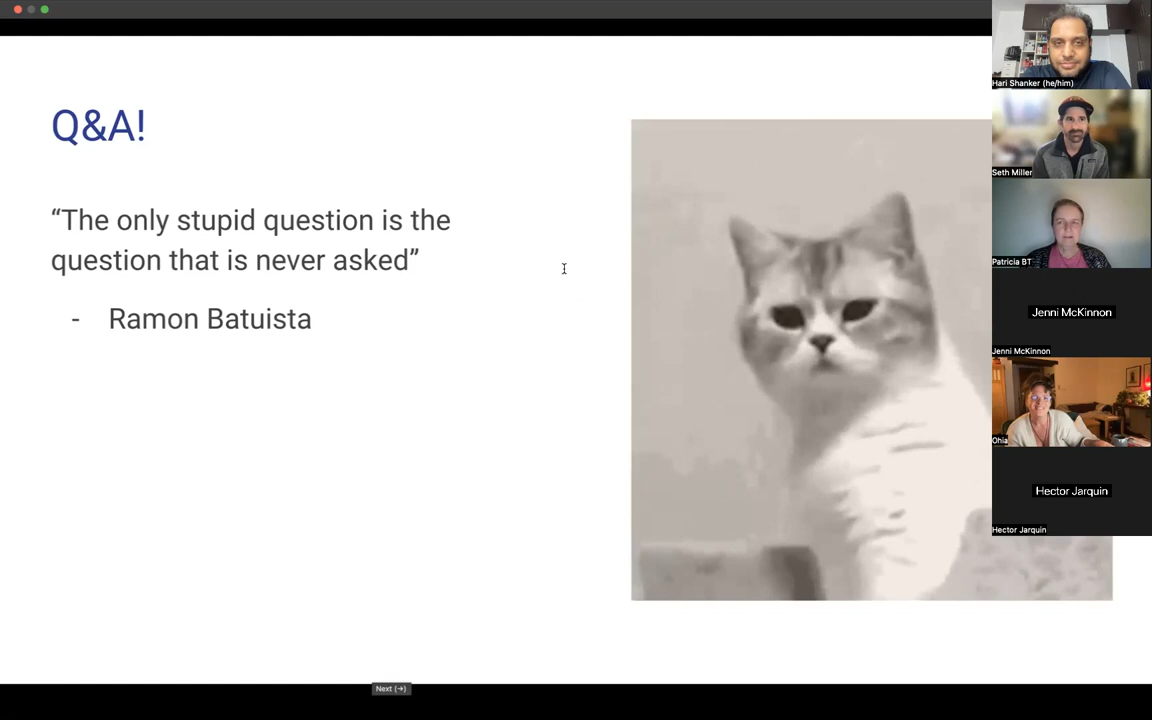 Q&A!
“The only stupid question is the
question that is never asked”
- Ramon Batuista
Hari Shanker (he/him)
Seth Miller
Patricia BT
Jenni McKinnon
Jenni McKinnon
Ohia
Hector Jarquin
Hector Jarquin
Next (→)